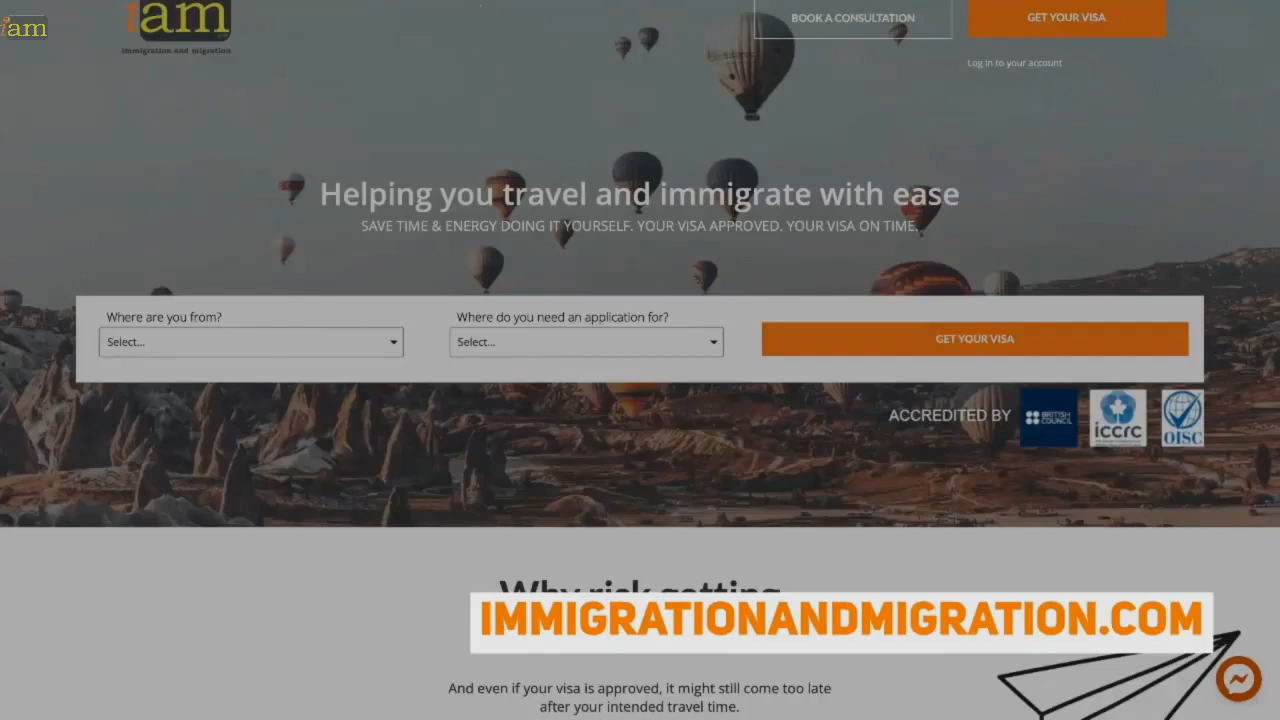 iam
iam
immigration and migration
BOOK A CONSULTATION
GET YOUR VISA
Log in to your account
Helping you travel and immigrate with ease
SAVE TIME & ENERGY DOING IT YOURSELF. YOUR VISA APPROVED. YOUR VISA ON TIME.
Where are you from?
Where do you need an application for?
Select...
Select...
GET YOUR VISA
ACCREDITED BY
BRITISH COUNCIL
iccrc
OISC
Why risk getting
IMMIGRATIONANDMIGRATION.COM
And even if your visa is approved, it might still come too late
after your intended travel time.